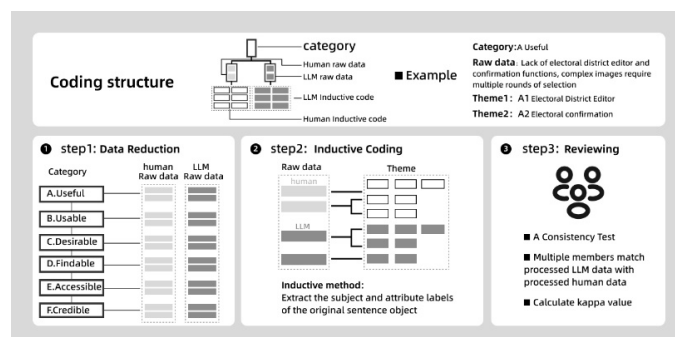 Coding structure
category
Human raw data
LLM raw data
LLM Inductive code
Human Inductive code
■ Example
Category:A Useful
Raw data: Lack of electoral district editor and
confirmation functions, complex images require
multiple rounds of selection
Theme1: A1 Electoral District Editor
Theme2: A2 Electoral confirmation
1 step1: Data Reduction
Category
human
Raw data
LLM
Raw data
A.Useful
B.Usable
C.Desirable
D.Findable
E.Accessible
F.Credible
2 step2: Inductive Coding
Raw data
Theme
human
LLM
Inductive method:
Extract the subject and attribute labels
of the original sentence object
3 step3: Reviewing
■ A Consistency Test
■ Multiple members match
processed LLM data with
processed human data
■ Calculate kappa value